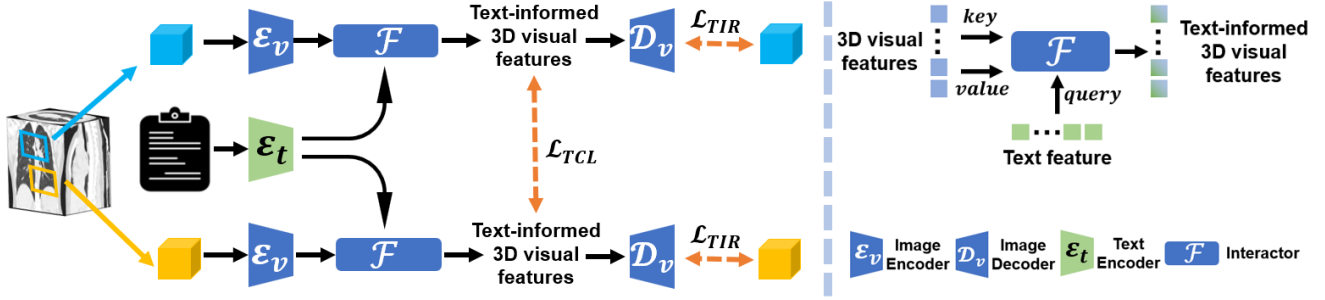 ℰ𝑣
ℱ
Text-informed
3D visual
features
𝒟𝑣
ℒ𝑇𝐼𝑅
ℰ𝑡
ℒ𝑇𝐶𝐿
ℰ𝑣
ℱ
Text-informed
3D visual
features
𝒟𝑣
ℒ𝑇𝐼𝑅
3D visual
features
key
value
ℱ
query
Text-informed
3D visual
features
Text feature
ℰ𝑣
Image
Encoder
𝒟𝑣
Image
Decoder
ℰ𝑡
Text
Encoder
ℱ
Interactor